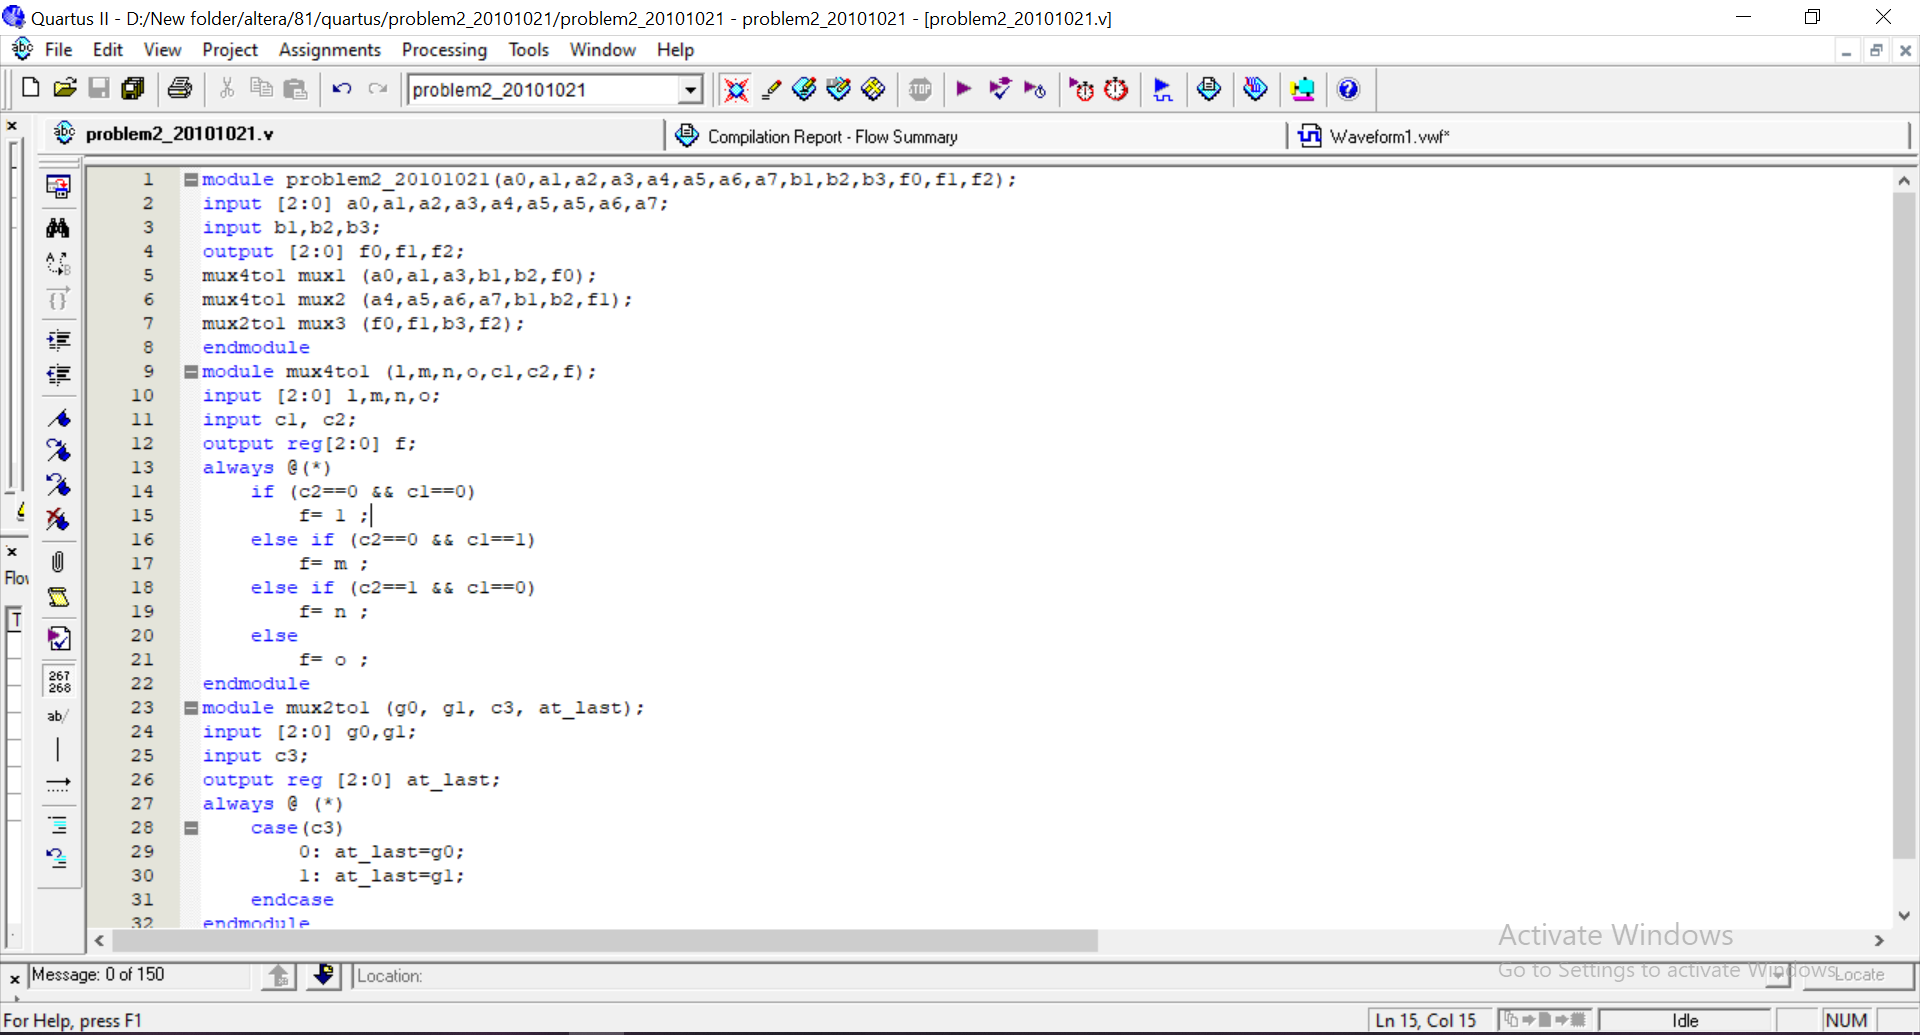 Quartus II - D:/New folder/altera/81/quartus/problem2_20101021/problem2_20101021 - problem2_20101021 - [problem2_20101021.v]
File Edit View Project Assignments Processing Tools Window Help
problem2_20101021
STOP
problem2_20101021.v
Compilation Report - Flow Summary
Waveform1.vwf*
1 module problem2_20101021(a0,a1,a2,a3,a4,a5,a6,a7,b1,b2,b3,f0,f1,f2);
2 input [2:0] a0,a1,a2,a3,a4,a5,a5,a6,a7;
3 input b1,b2,b3;
4 output [2:0] f0,f1,f2;
5 mux4to1 mux1 (a0,a1,a3,b1,b2,f0);
6 mux4to1 mux2 (a4,a5,a6,a7,b1,b2,f1);
7 mux2to1 mux3 (f0,f1,b3,f2);
8 endmodule
9 module mux4to1 (l,m,n,o,c1,c2,f);
10 input [2:0] l,m,n,o;
11 input c1, c2;
12 output reg[2:0] f;
13 always @(*)
14 if (c2==0 && c1==0)
15 f= l ;
16 else if (c2==0 && c1==1)
17 f= m ;
18 else if (c2==1 && c1==0)
19 f= n ;
20 else
21 f= o ;
22 endmodule
23 module mux2to1 (g0, g1, c3, at_last);
24 input [2:0] g0,g1;
25 input c3;
26 output reg [2:0] at_last;
27 always @ (*)
28 case(c3)
29 0: at_last=g0;
30 1: at_last=g1;
31 endcase
32 endmodule
Flo
T
267
268
ab/
Activate Windows
Go to Settings to activate Windows.
Message: 0 of 150
Location:
Locate
For Help, press F1
Ln 15, Col 15
Idle
NUM